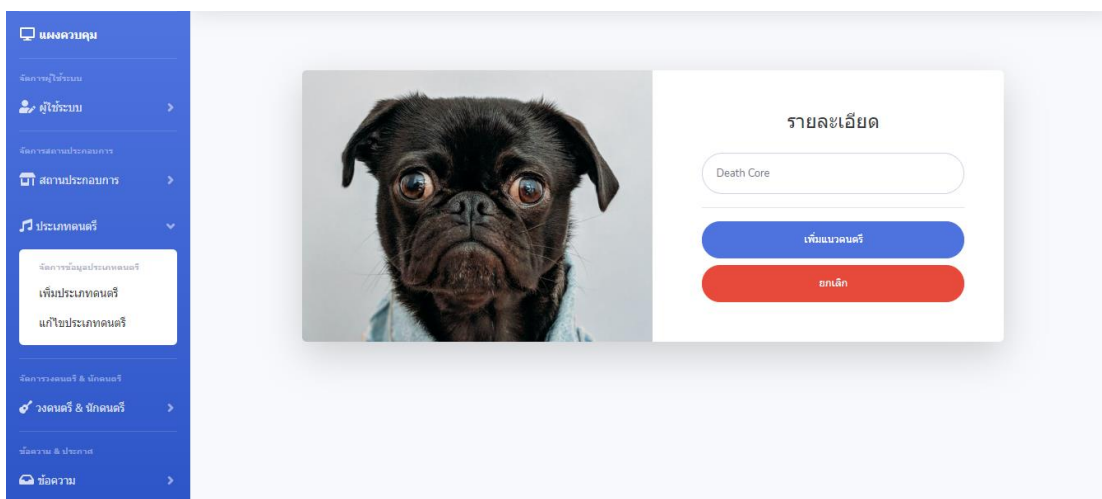 แผงควบคุม
จัดการผู้ใช้ระบบ
ผู้ใช้ระบบ
จัดการสถานประกอบการ
สถานประกอบการ
ประเภทดนตรี
จัดการข้อมูลประเภทดนตรี
เพิ่มประเภทดนตรี
แก้ไขประเภทดนตรี
จัดการวงดนตรี & นักดนตรี
วงดนตรี & นักดนตรี
ข้อความ & ประกาศ
ข้อความ
รายละเอียด
Death Core
เพิ่มแนวดนตรี
ยกเลิก